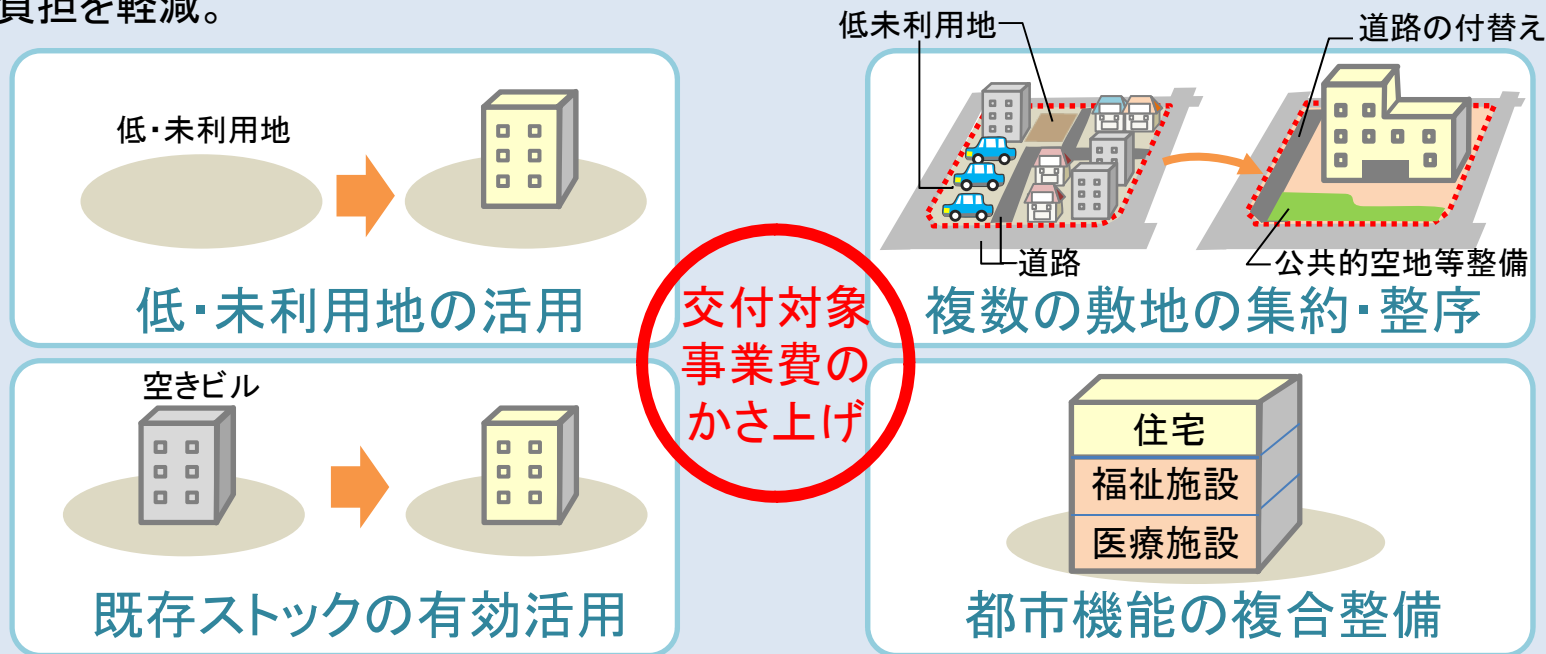 負担を軽減。
低・未利用地
低・未利用地の活用
低未利用地
道路の付替え
道路
公共的空地等整備
複数の敷地の集約・整序
交付対象
事業費の
かさ上げ
空きビル
既存ストックの有効活用
住宅
福祉施設
医療施設
都市機能の複合整備